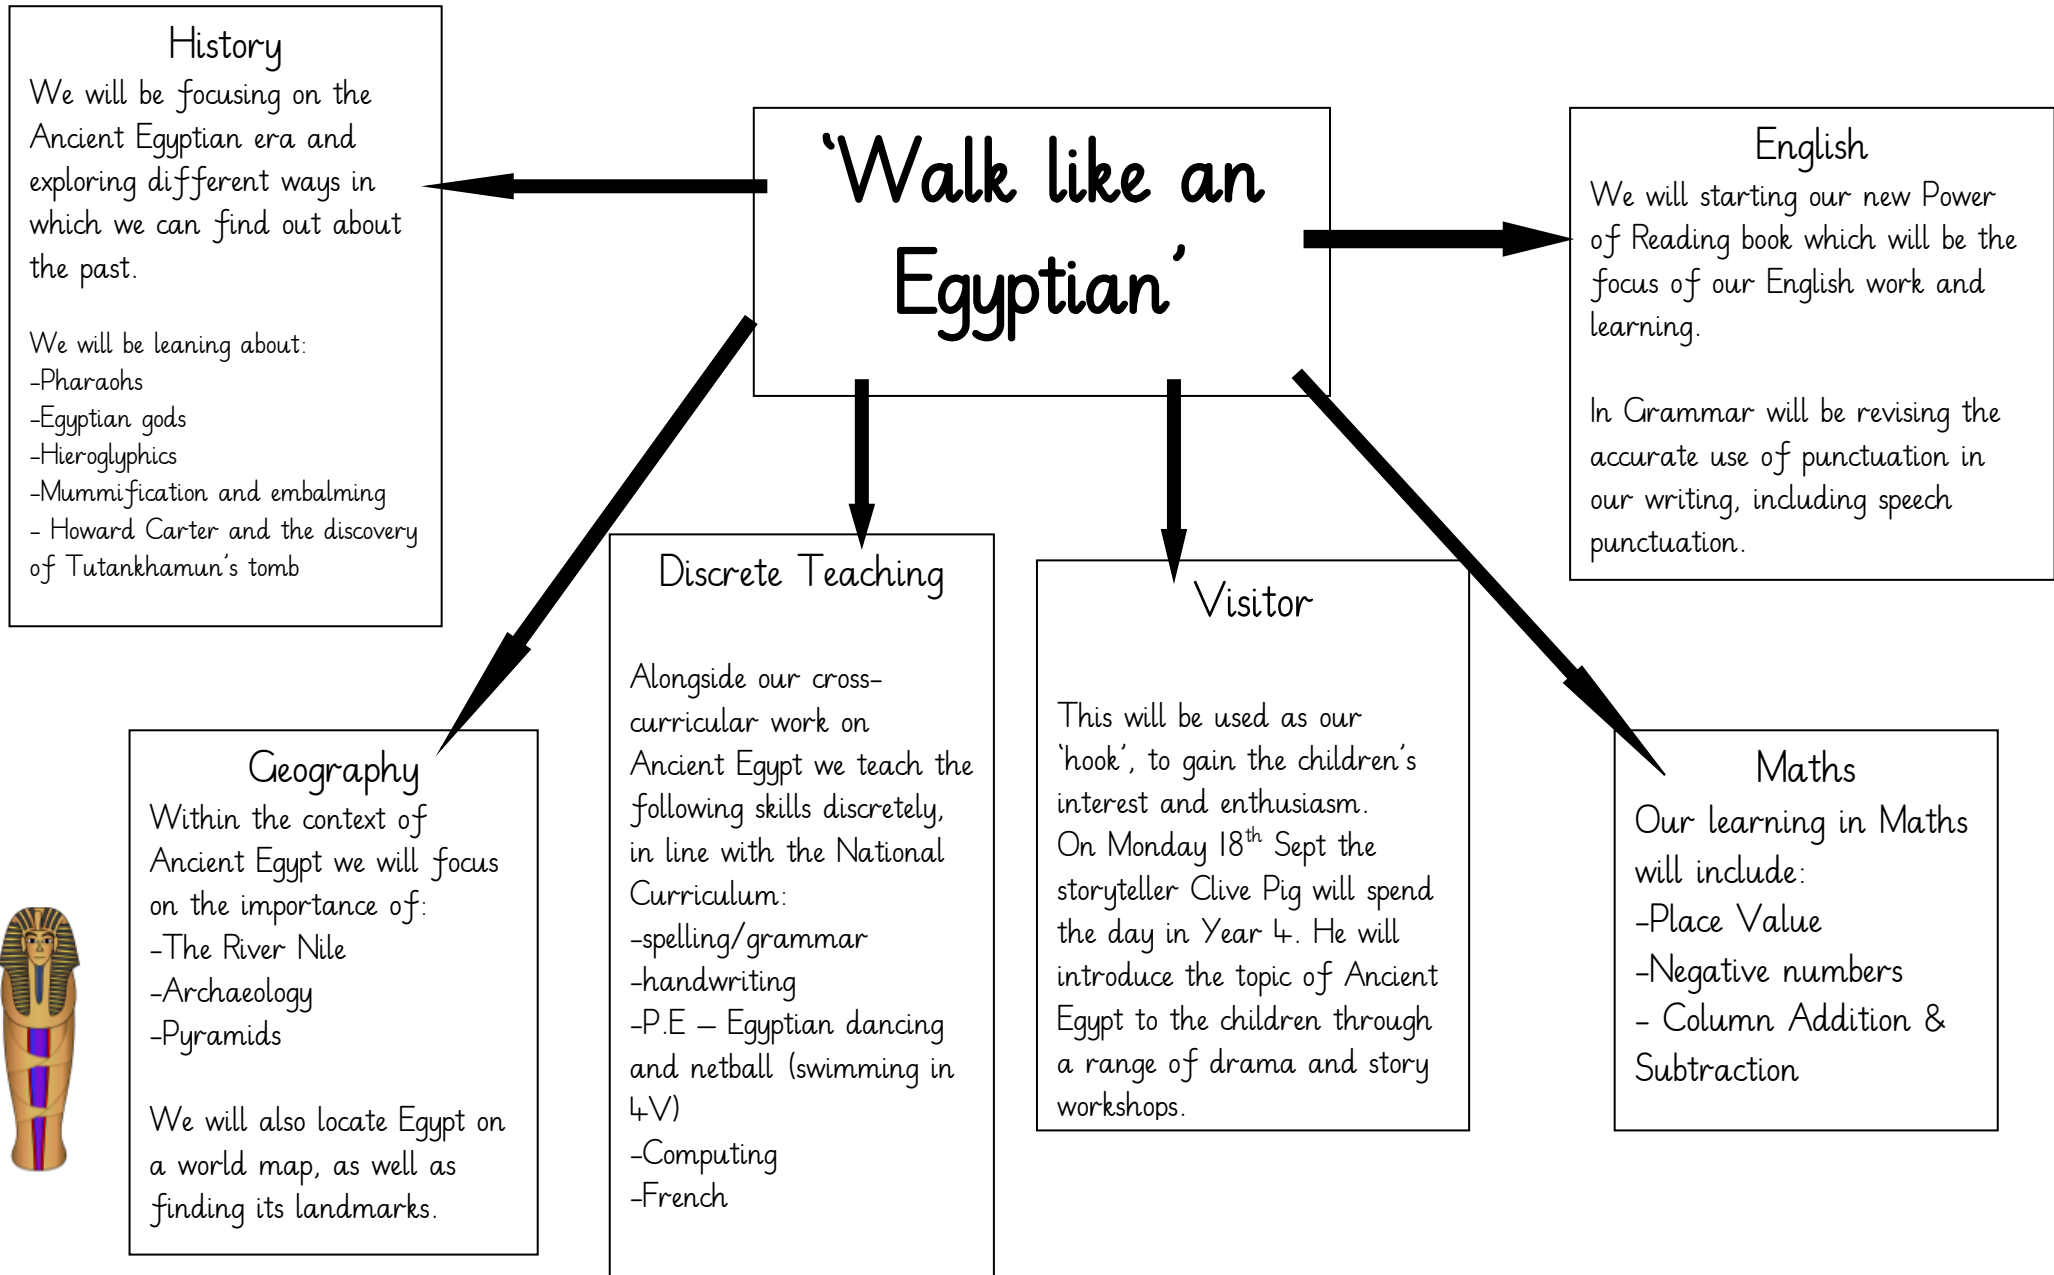 History
We will be focusing on the
Ancient Egyptian era and
exploring different ways in
which we can find out about
the past.
We will be leaning about:
-Pharaohs
-Egyptian gods
-Hieroglyphics
-Mummification and embalming
- Howard Carter and the discovery
of Tutankhamun's tomb
'Walk like an
Egyptian'
English
We will starting our new Power
of Reading book which will be the
focus of our English work and
learning.
In Grammar will be revising the
accurate use of punctuation in
our writing, including speech
punctuation.
Geography
Within the context of
Ancient Egypt we will focus
on the importance of:
-The River Nile
-Archaeology
-Pyramids
We will also locate Egypt on
a world map, as well as
finding its landmarks.
Discrete Teaching
Alongside our cross-
curricular work on
Ancient Egypt we teach the
following skills discretely,
in line with the National
Curriculum:
-spelling/grammar
-handwriting
-P.E – Egyptian dancing
and netball (swimming in
4V)
-Computing
-French
Visitor
This will be used as our
'hook', to gain the children's
interest and enthusiasm.
On Monday 18th Sept the
storyteller Clive Pig will spend
the day in Year 4. He will
introduce the topic of Ancient
Egypt to the children through
a range of drama and story
workshops.
Maths
Our learning in Maths
will include:
-Place Value
-Negative numbers
- Column Addition &
Subtraction